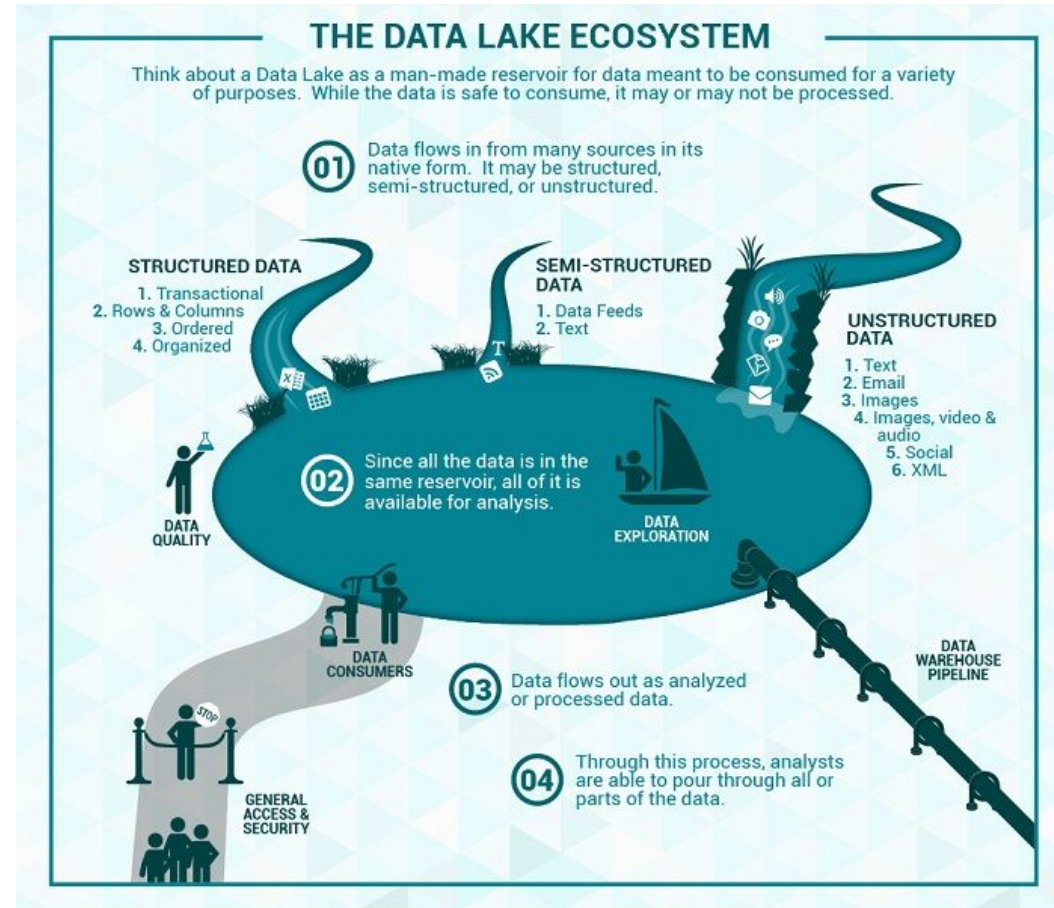 THE DATA LAKE ECOSYSTEM
Think about a Data Lake as a man-made reservoir for data meant to be consumed for a variety
of purposes. While the data is safe to consume, it may or may not be processed.
01
Data flows in from many sources in its
native form. It may be structured,
semi-structured, or unstructured.
STRUCTURED DATA
1. Transactional
2. Rows & Columns
3. Ordered
4. Organized
SEMI-STRUCTURED
DATA
1. Data Feeds
2. Text
T
X
UNSTRUCTURED
DATA
1. Text
2. Email
3. Images
4. Images, video &
audio
5. Social
6. XML
DATA
QUALITY
02
Since all the data is in the
same reservoir, all of it is
available for analysis.
DATA
EXPLORATION
DATA
CONSUMERS
DATA
WAREHOUSE
PIPELINE
03
Data flows out as analyzed
or processed data.
STOP
04
Through this process, analysts
are able to pour through all or
parts of the data.
GENERAL
ACCESS &
SECURITY